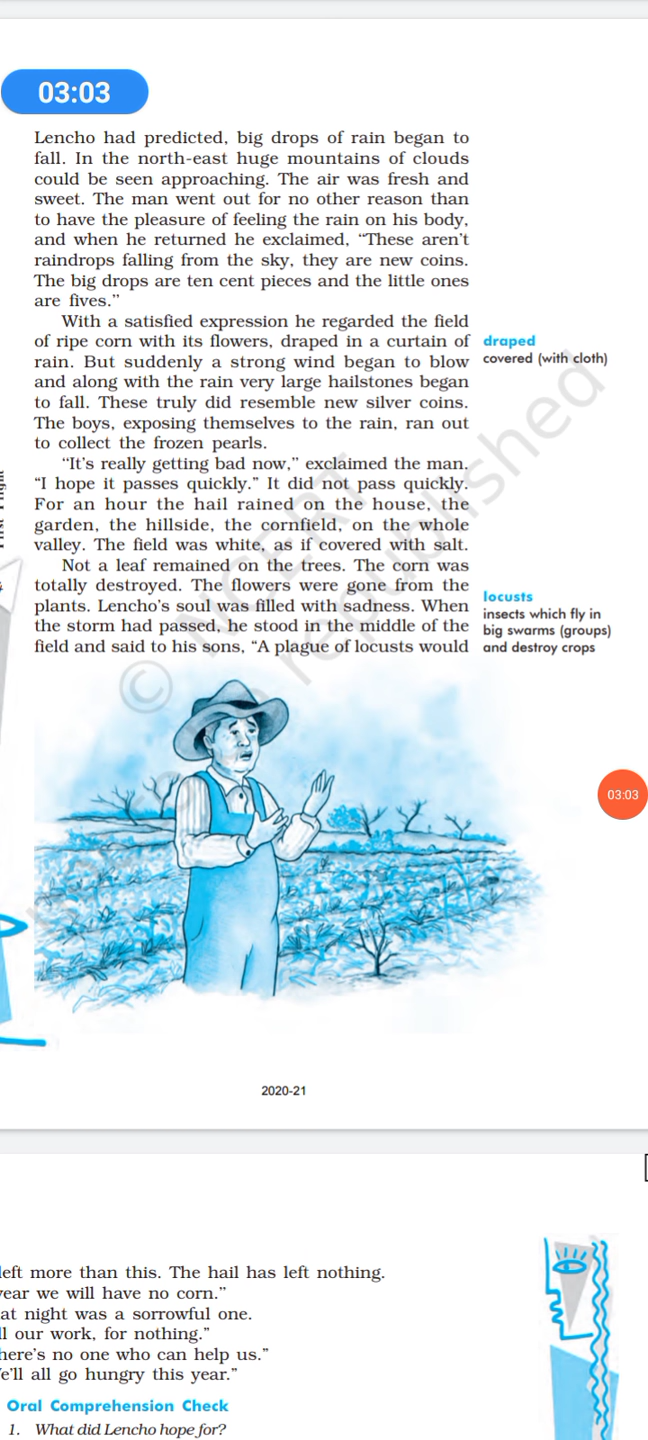 03:03
Lencho had predicted, big drops of rain began to
fall. In the north-east huge mountains of clouds
could be seen approaching. The air was fresh and
sweet. The man went out for no other reason than
to have the pleasure of feeling the rain on his body,
and when he returned he exclaimed, “These aren’t
raindrops falling from the sky, they are new coins.
The big drops are ten cent pieces and the little ones
are fives.”
With a satisfied expression he regarded the field
of ripe corn with its flowers, draped in a curtain of
rain. But suddenly a strong wind began to blow
and along with the rain very large hailstones began
to fall. These truly did resemble new silver coins.
The boys, exposing themselves to the rain, ran out
to collect the frozen pearls.
draped
covered (with cloth)
“It’s really getting bad now,” exclaimed the man.
“I hope it passes quickly.” It did not pass quickly.
For an hour the hail rained on the house, the
garden, the hillside, the cornfield, on the whole
valley. The field was white, as if covered with salt.
Not a leaf remained on the trees. The corn was
totally destroyed. The flowers were gone from the
plants. Lencho’s soul was filled with sadness. When
the storm had passed, he stood in the middle of the
field and said to his sons, “A plague of locusts would
locusts
insects which fly in
big swarms (groups)
and destroy crops
© NCERT
republished
03:03
2020-21
left more than this. The hail has left nothing.
year we will have no corn.”
at night was a sorrowful one.
ll our work, for nothing.”
here’s no one who can help us.”
e’ll all go hungry this year.”
Oral Comprehension Check
1. What did Lencho hope for?